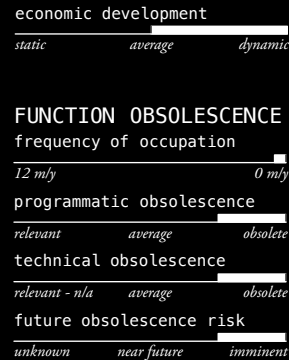 economic development
static average dynamic
FUNCTION OBSOLESCENCE
frequency of occupation
12 m/y 0 m/y
programmatic obsolescence
relevant average obsolete
technical obsolescence
relevant - n/a average obsolete
future obsolescence risk
unknown near future imminent